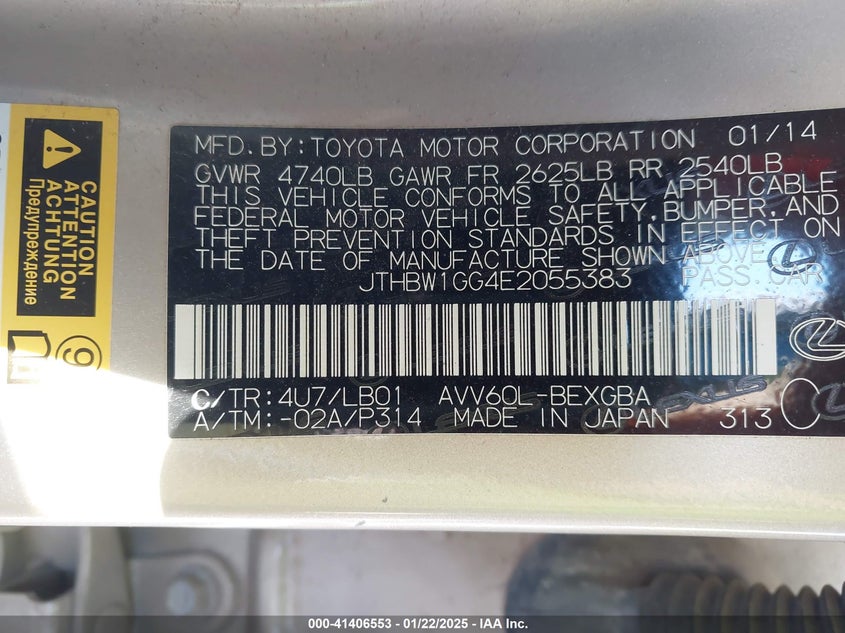 CAUTION
ATTENTION
ACHTUNG
Предупреждение
MFD.BY:TOYOTA MOTOR CORPORATION 01/14
GVWR 4740LB GAWR FR 2625LB RR 2540LB
THIS VEHICLE CONFORMS TO ALL APPLICABLE
FEDERAL MOTOR VEHICLE SAFETY,BUMPER,AND
THEFT PREVENTION STANDARDS IN EFFECT ON
THE DATE OF MANUFACTURE SHOWN ABOVE.
JTHBW1GG4E2055383 PASS.CAR
C/TR:4U7/LB01 AVV60L-BEXGBA
A/TM:-02A/P314 MADE IN JAPAN 313
000-41406553 - 01/22/2025 - IAA Inc.